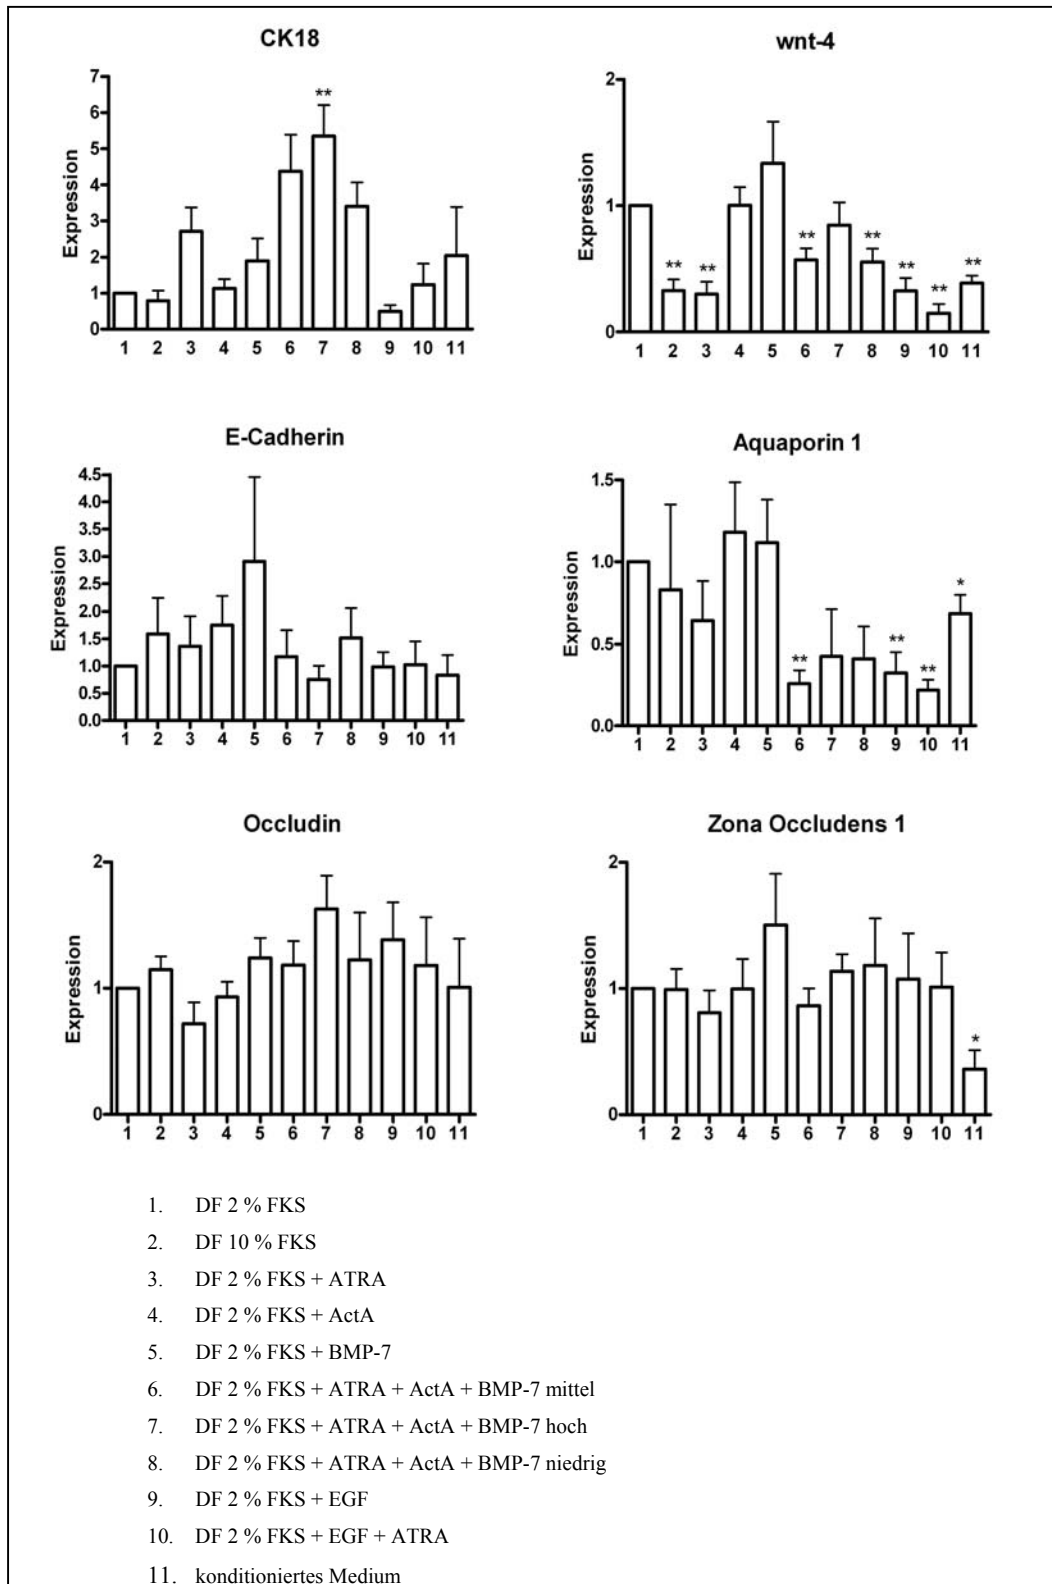 CK18
7
6
5
4
3
2
1
0
Expression
**
1 2 3 4 5 6 7 8 9 10 11
wnt-4
2
1
0
Expression
** ** ** ** ** ** **
1 2 3 4 5 6 7 8 9 10 11
E-Cadherin
4.5
4.0
3.5
3.0
2.5
2.0
1.5
1.0
0.5
0.0
Expression
1 2 3 4 5 6 7 8 9 10 11
Aquaporin 1
1.5
1.0
0.5
0.0
Expression
** ** ** *
1 2 3 4 5 6 7 8 9 10 11
Occludin
2
1
0
Expression
1 2 3 4 5 6 7 8 9 10 11
Zona Occludens 1
2
1
0
Expression
*
1 2 3 4 5 6 7 8 9 10 11
1. DF 2 % FKS
2. DF 10 % FKS
3. DF 2 % FKS + ATRA
4. DF 2 % FKS + ActA
5. DF 2 % FKS + BMP-7
6. DF 2 % FKS + ATRA + ActA + BMP-7 mittel
7. DF 2 % FKS + ATRA + ActA + BMP-7 hoch
8. DF 2 % FKS + ATRA + ActA + BMP-7 niedrig
9. DF 2 % FKS + EGF
10. DF 2 % FKS + EGF + ATRA
11. konditioniertes Medium